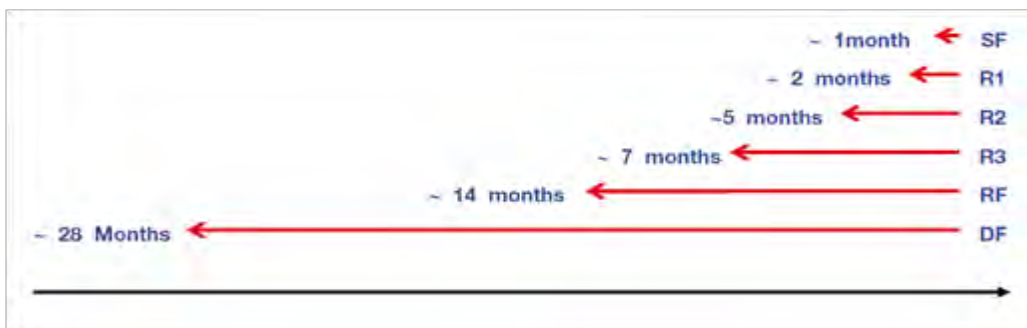 ~ 1month SF
~ 2 months R1
~5 months R2
~ 7 months R3
~ 14 months RF
~ 28 Months DF